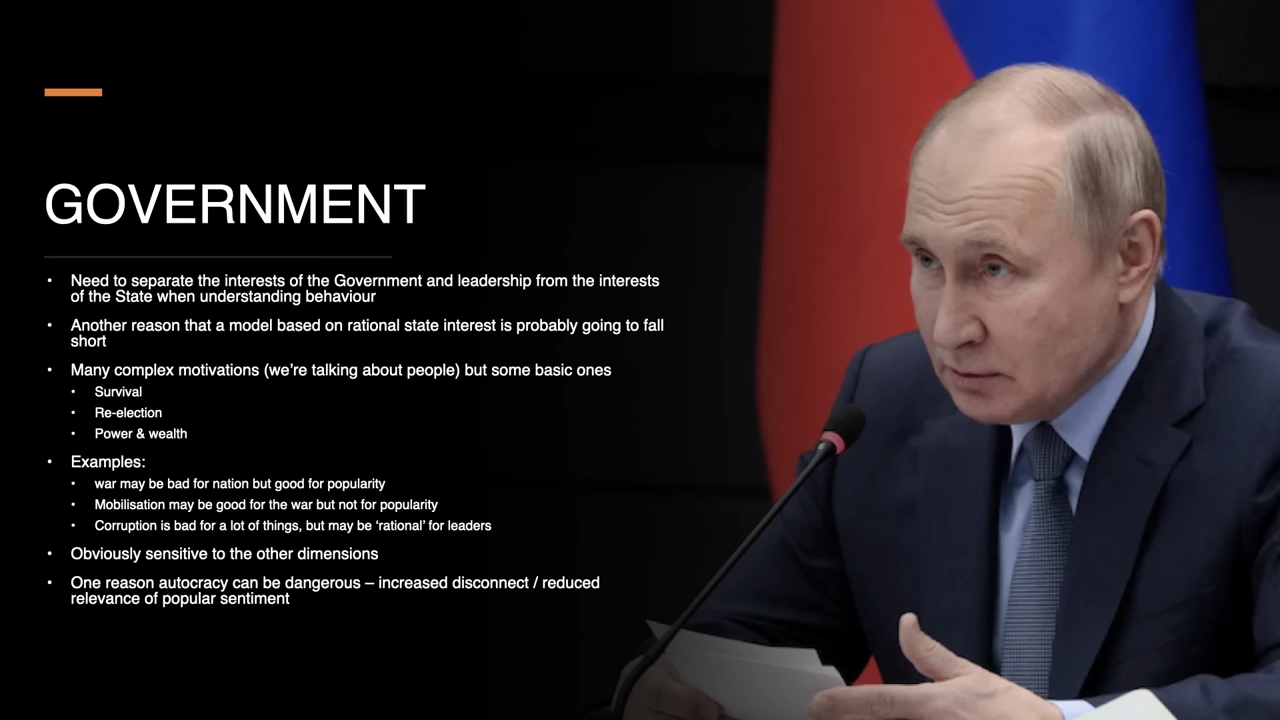 GOVERNMENT
• Need to separate the interests of the Government and leadership from the interests
of the State when understanding behaviour
• Another reason that a model based on rational state interest is probably going to fall
short
• Many complex motivations (we’re talking about people) but some basic ones
• Survival
• Re-election
• Power & wealth
• Examples:
• war may be bad for nation but good for popularity
• Mobilisation may be good for the war but not for popularity
• Corruption is bad for a lot of things, but may be ‘rational’ for leaders
• Obviously sensitive to the other dimensions
• One reason autocracy can be dangerous – increased disconnect / reduced
relevance of popular sentiment